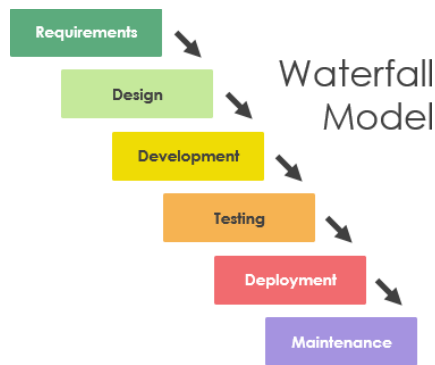 Requirements
Waterfall
Model
Design
Development
Testing
Deployment
Maintenance